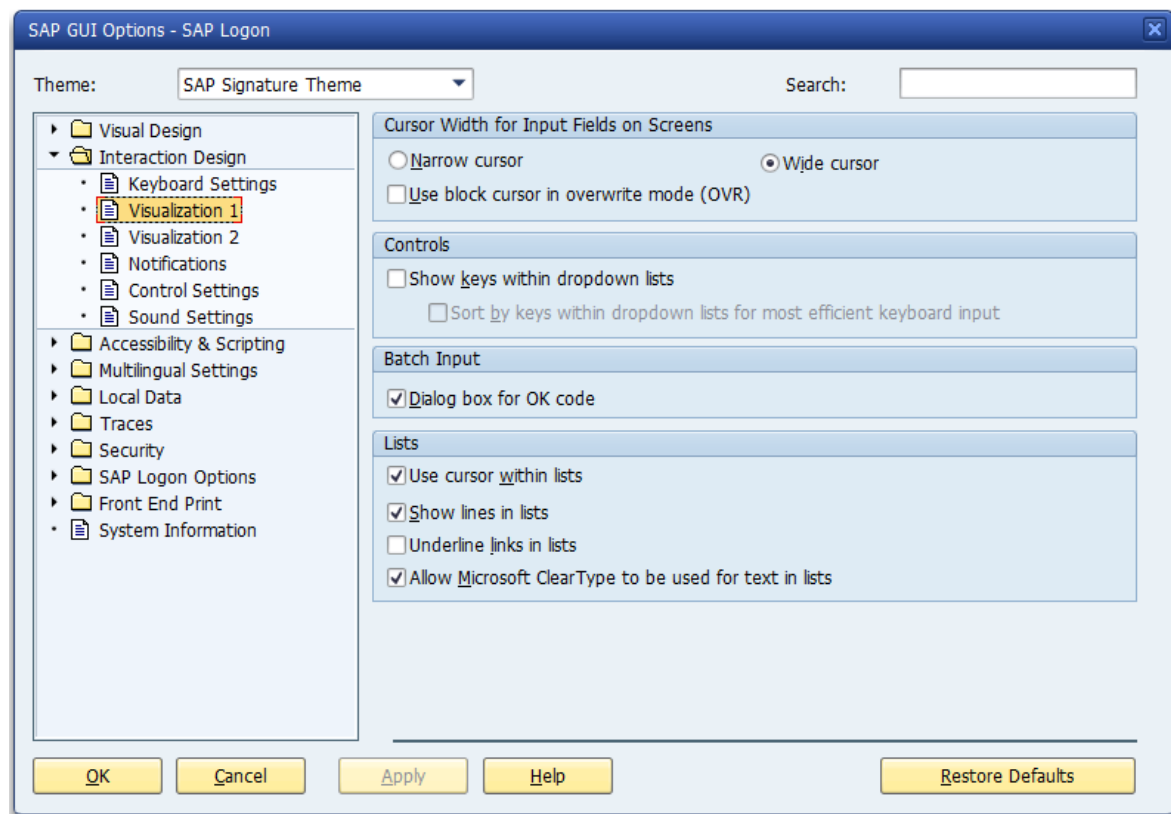 SAP GUI Options - SAP Logon
Theme: SAP Signature Theme Search:
Visual Design
Interaction Design
Keyboard Settings
Visualization 1
Visualization 2
Notifications
Control Settings
Sound Settings
Accessibility & Scripting
Multilingual Settings
Local Data
Traces
Security
SAP Logon Options
Front End Print
System Information
Cursor Width for Input Fields on Screens
Narrow cursor Wide cursor
Use block cursor in overwrite mode (OVR)
Controls
Show keys within dropdown lists
Sort by keys within dropdown lists for most efficient keyboard input
Batch Input
Dialog box for OK code
Lists
Use cursor within lists
Show lines in lists
Underline links in lists
Allow Microsoft ClearType to be used for text in lists
OK Cancel Apply Help Restore Defaults